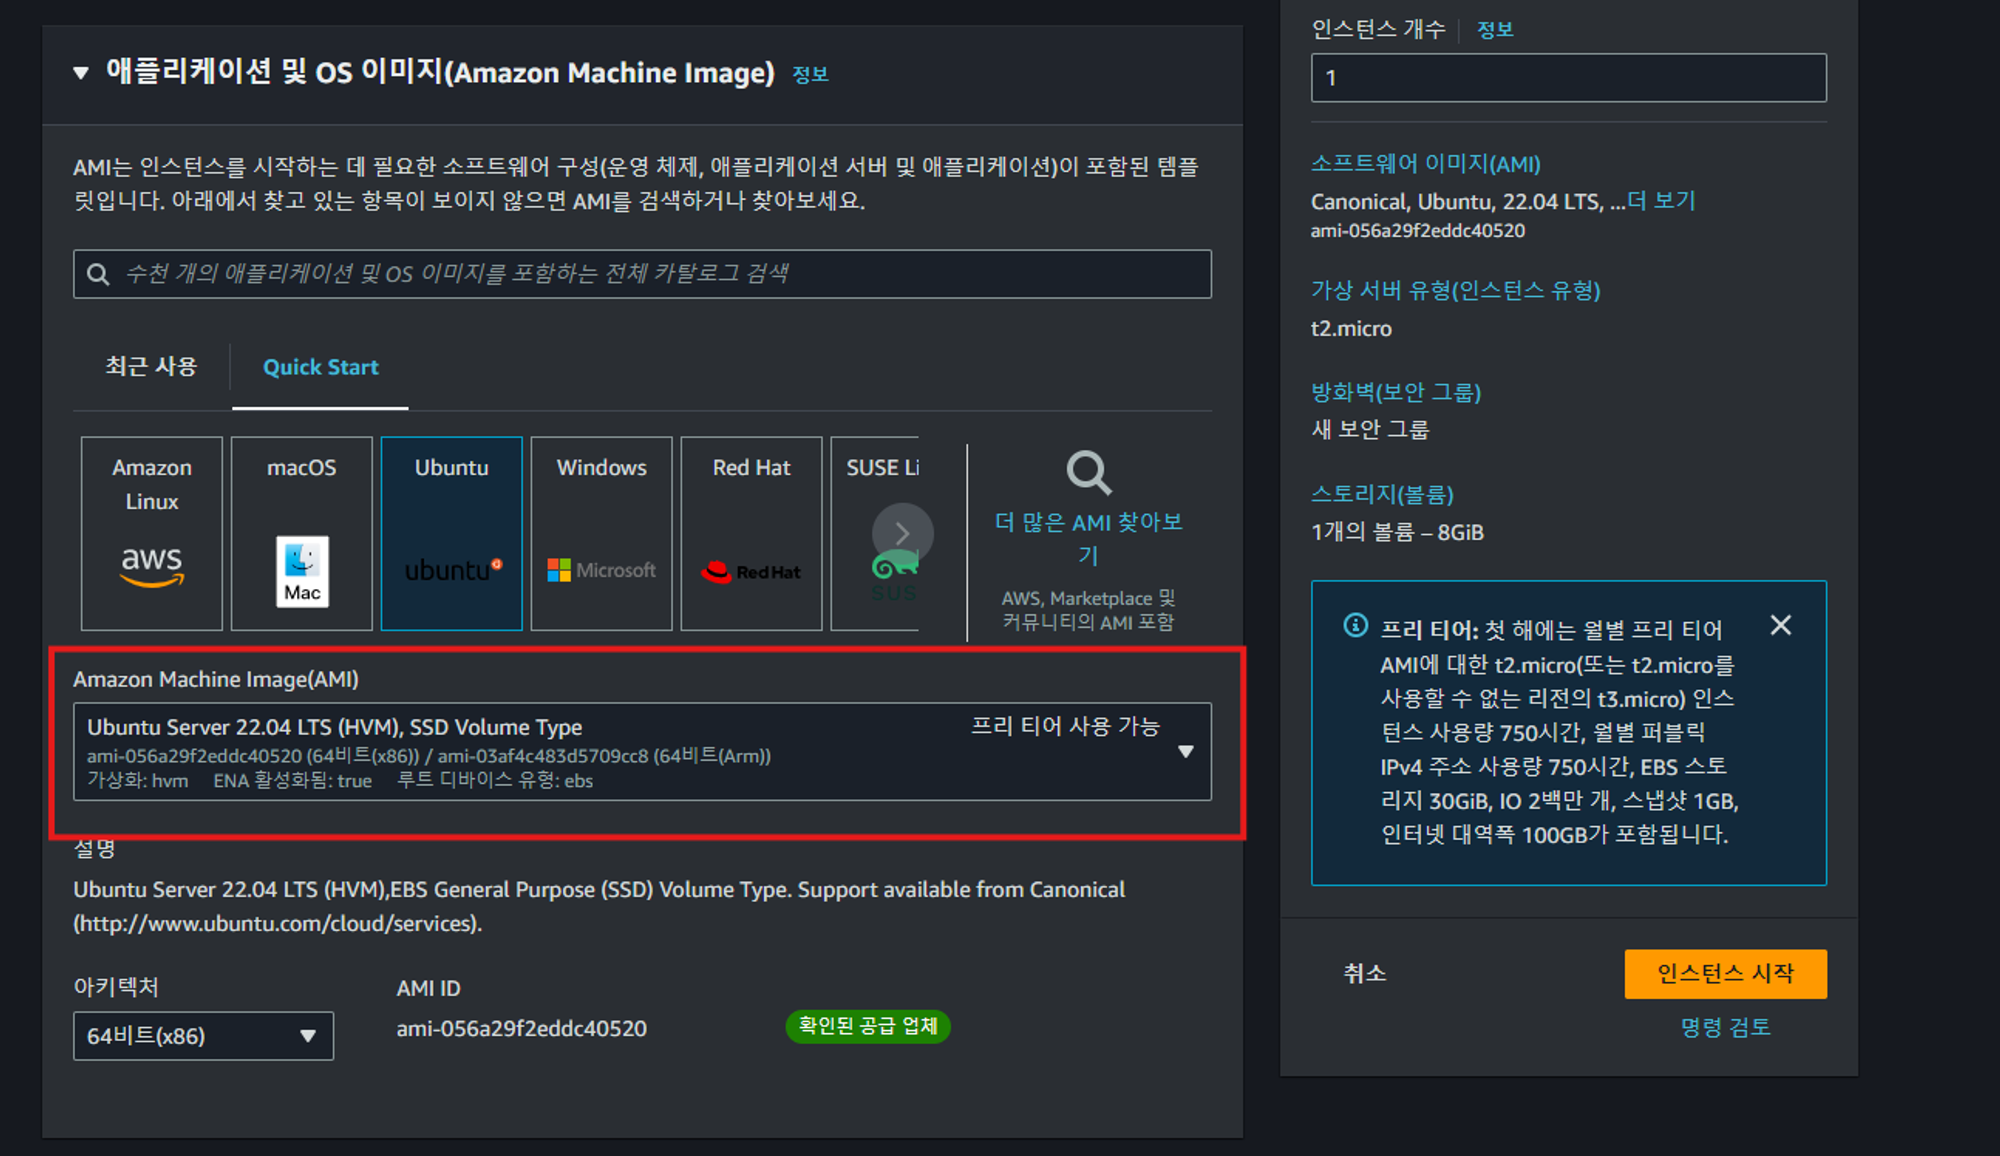 애플리케이션 및 OS 이미지(Amazon Machine Image) 정보
AMI는 인스턴스를 시작하는 데 필요한 소프트웨어 구성(운영 체제, 애플리케이션 서버 및 애플리케이션)이 포함된 템플
릿입니다. 아래에서 찾고 있는 항목이 보이지 않으면 AMI를 검색하거나 찾아보세요.
수천 개의 애플리케이션 및 OS 이미지를 포함하는 전체 카탈로그 검색
최근 사용
Quick Start
Amazon
Linux
aws
macOS
Mac
Ubuntu
ubuntu
Windows
Microsoft
Red Hat
Red Hat
SUSE Li
SUS
더 많은 AMI 찾아보
기
AWS, Marketplace 및
커뮤니티의 AMI 포함
Amazon Machine Image(AMI)
Ubuntu Server 22.04 LTS (HVM), SSD Volume Type
프리 티어 사용 가능
ami-056a29f2eddc40520 (64비트(x86)) / ami-03af4c483d5709cc8 (64비트(Arm))
가상화: hvm ENA 활성화됨: true 루트 디바이스 유형: ebs
설명
Ubuntu Server 22.04 LTS (HVM),EBS General Purpose (SSD) Volume Type. Support available from Canonical
(http://www.ubuntu.com/cloud/services).
아키텍처
64비트(x86)
AMI ID
ami-056a29f2eddc40520
확인된 공급 업체
인스턴스 개수 정보
1
소프트웨어 이미지(AMI)
Canonical, Ubuntu, 22.04 LTS, ...더 보기
ami-056a29f2eddc40520
가상 서버 유형(인스턴스 유형)
t2.micro
방화벽(보안 그룹)
새 보안 그룹
스토리지(볼륨)
1개의 볼륨 – 8GiB
프리 티어: 첫 해에는 월별 프리 티어
AMI에 대한 t2.micro(또는 t2.micro를
사용할 수 없는 리전의 t3.micro) 인스
턴스 사용량 750시간, 월별 퍼블릭
IPv4 주소 사용량 750시간, EBS 스토
리지 30GiB, IO 2백만 개, 스냅샷 1GB,
인터넷 대역폭 100GB가 포함됩니다.
취소
인스턴스 시작
명령 검토